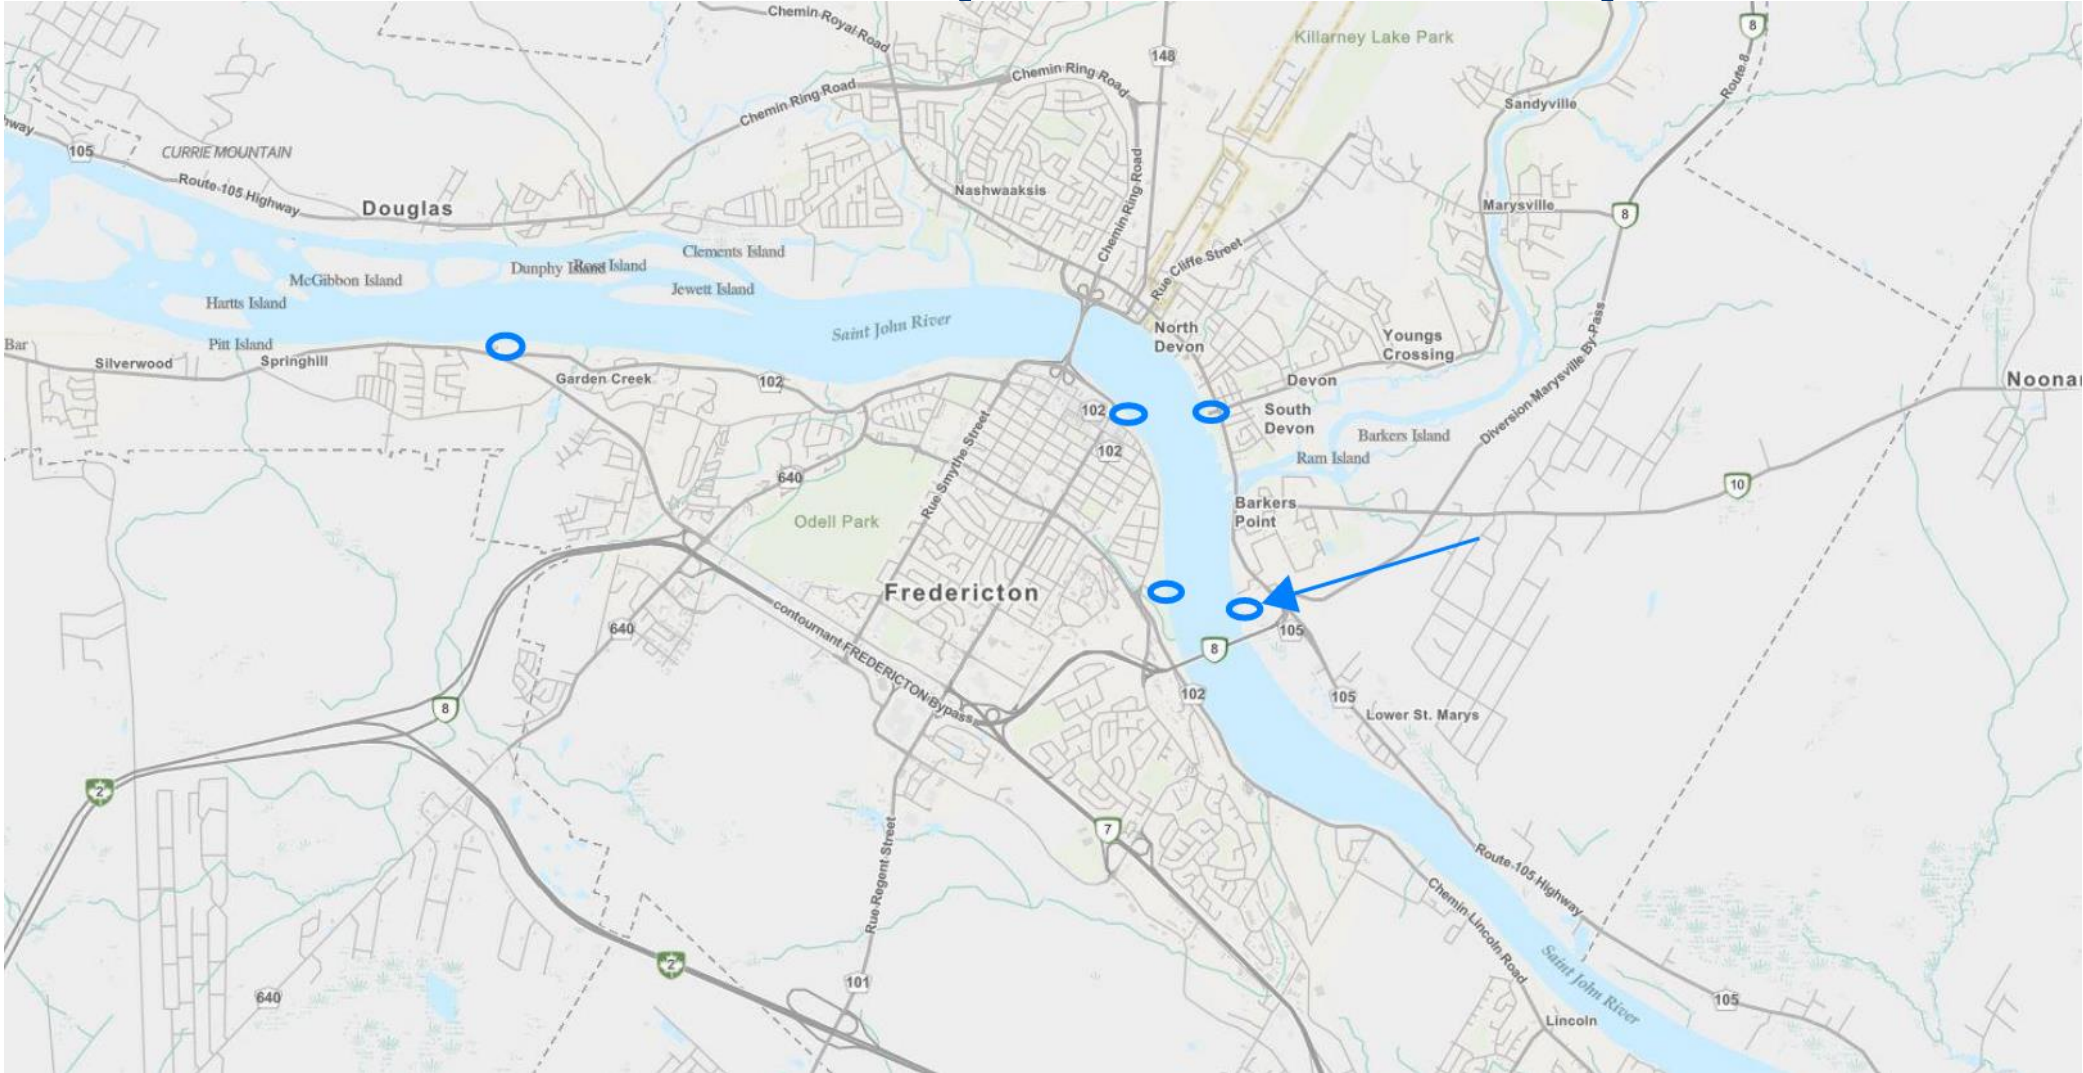 Chemin Royal Road
148
Killarney Lake Park
8
Route 8
Chemin Ring Road
Chemin Ring Road
Sandyville
105
CURRIE MOUNTAIN
Route 105 Highway
Douglas
Nashwaaksis
Chemin Ring Road
Marysville
8
Clements Island
Dunphy Island
Ross Island
McGibbon Island
Jewett Island
Hartts Island
Rue Cliffe Street
Saint John River
North
Devon
Youngs
Crossing
Diversion Marysville By-Pass
Bar
Pitt Island
Silverwood
Springhill
Garden Creek
102
Devon
Noonan
102
South
Devon
Barkers Island
102
Ram Island
640
Rue Smythe Street
10
Barkers
Point
Odell Park
Fredericton
640
contournant FREDERICTON Bypass
105
8
102
105
Lower St. Marys
8
2
7
Rue Regent Street
Route 105 Highway
Chemin Lincoln Road
2
101
640
Saint John River
105
Lincoln